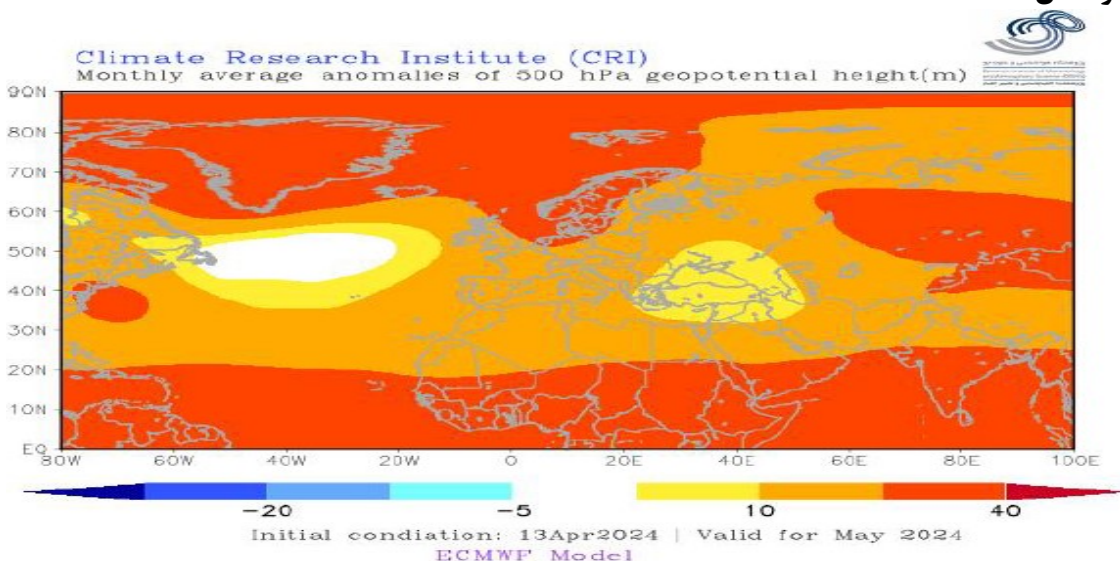 Climate Research Institute (CRI)
Monthly average anomalies of 500 hPa geopotential height(m)
90N
80N
70N
60N
50N
40N
30N
20N
10N
EQ
80W 60W 40W 20W 0 20E 40E 60E 80E 100E
-20 -5 10 40
Initial condiation: 13Apr2024 | Valid for May 2024
ECMWF Model